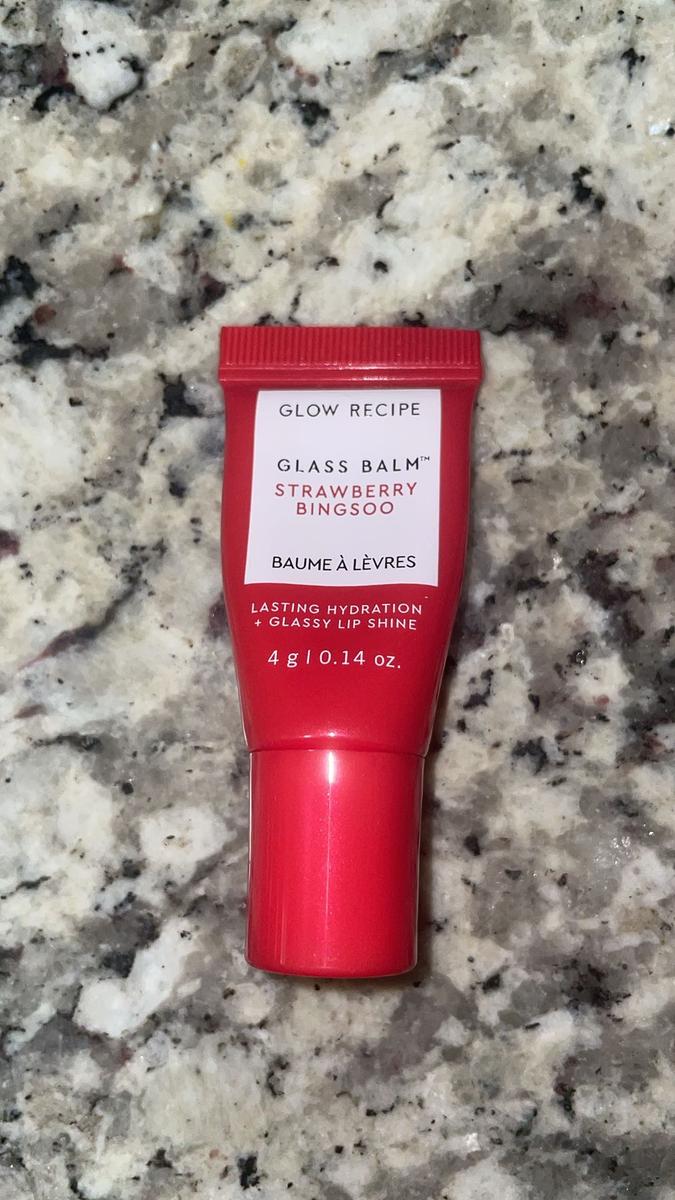 GLOW RECIPE
GLASS BALM™
STRAWBERRY
BINGSOO
BAUME À LÈVRES
LASTING HYDRATION
+ GLASSY LIP SHINE
4 g | 0.14 oz.